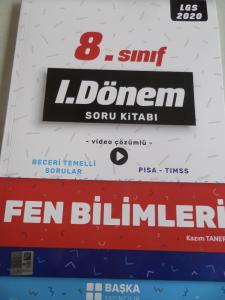 LGS
2020
8. sınıf
I.Dönem
SORU KİTABI
-video çözümlü-
BECERİ TEMELLİ
SORULAR
PISA - TIMSS
FEN BİLİMLERİ
Kazım TANER
BAŞKA
YAYINCILIK